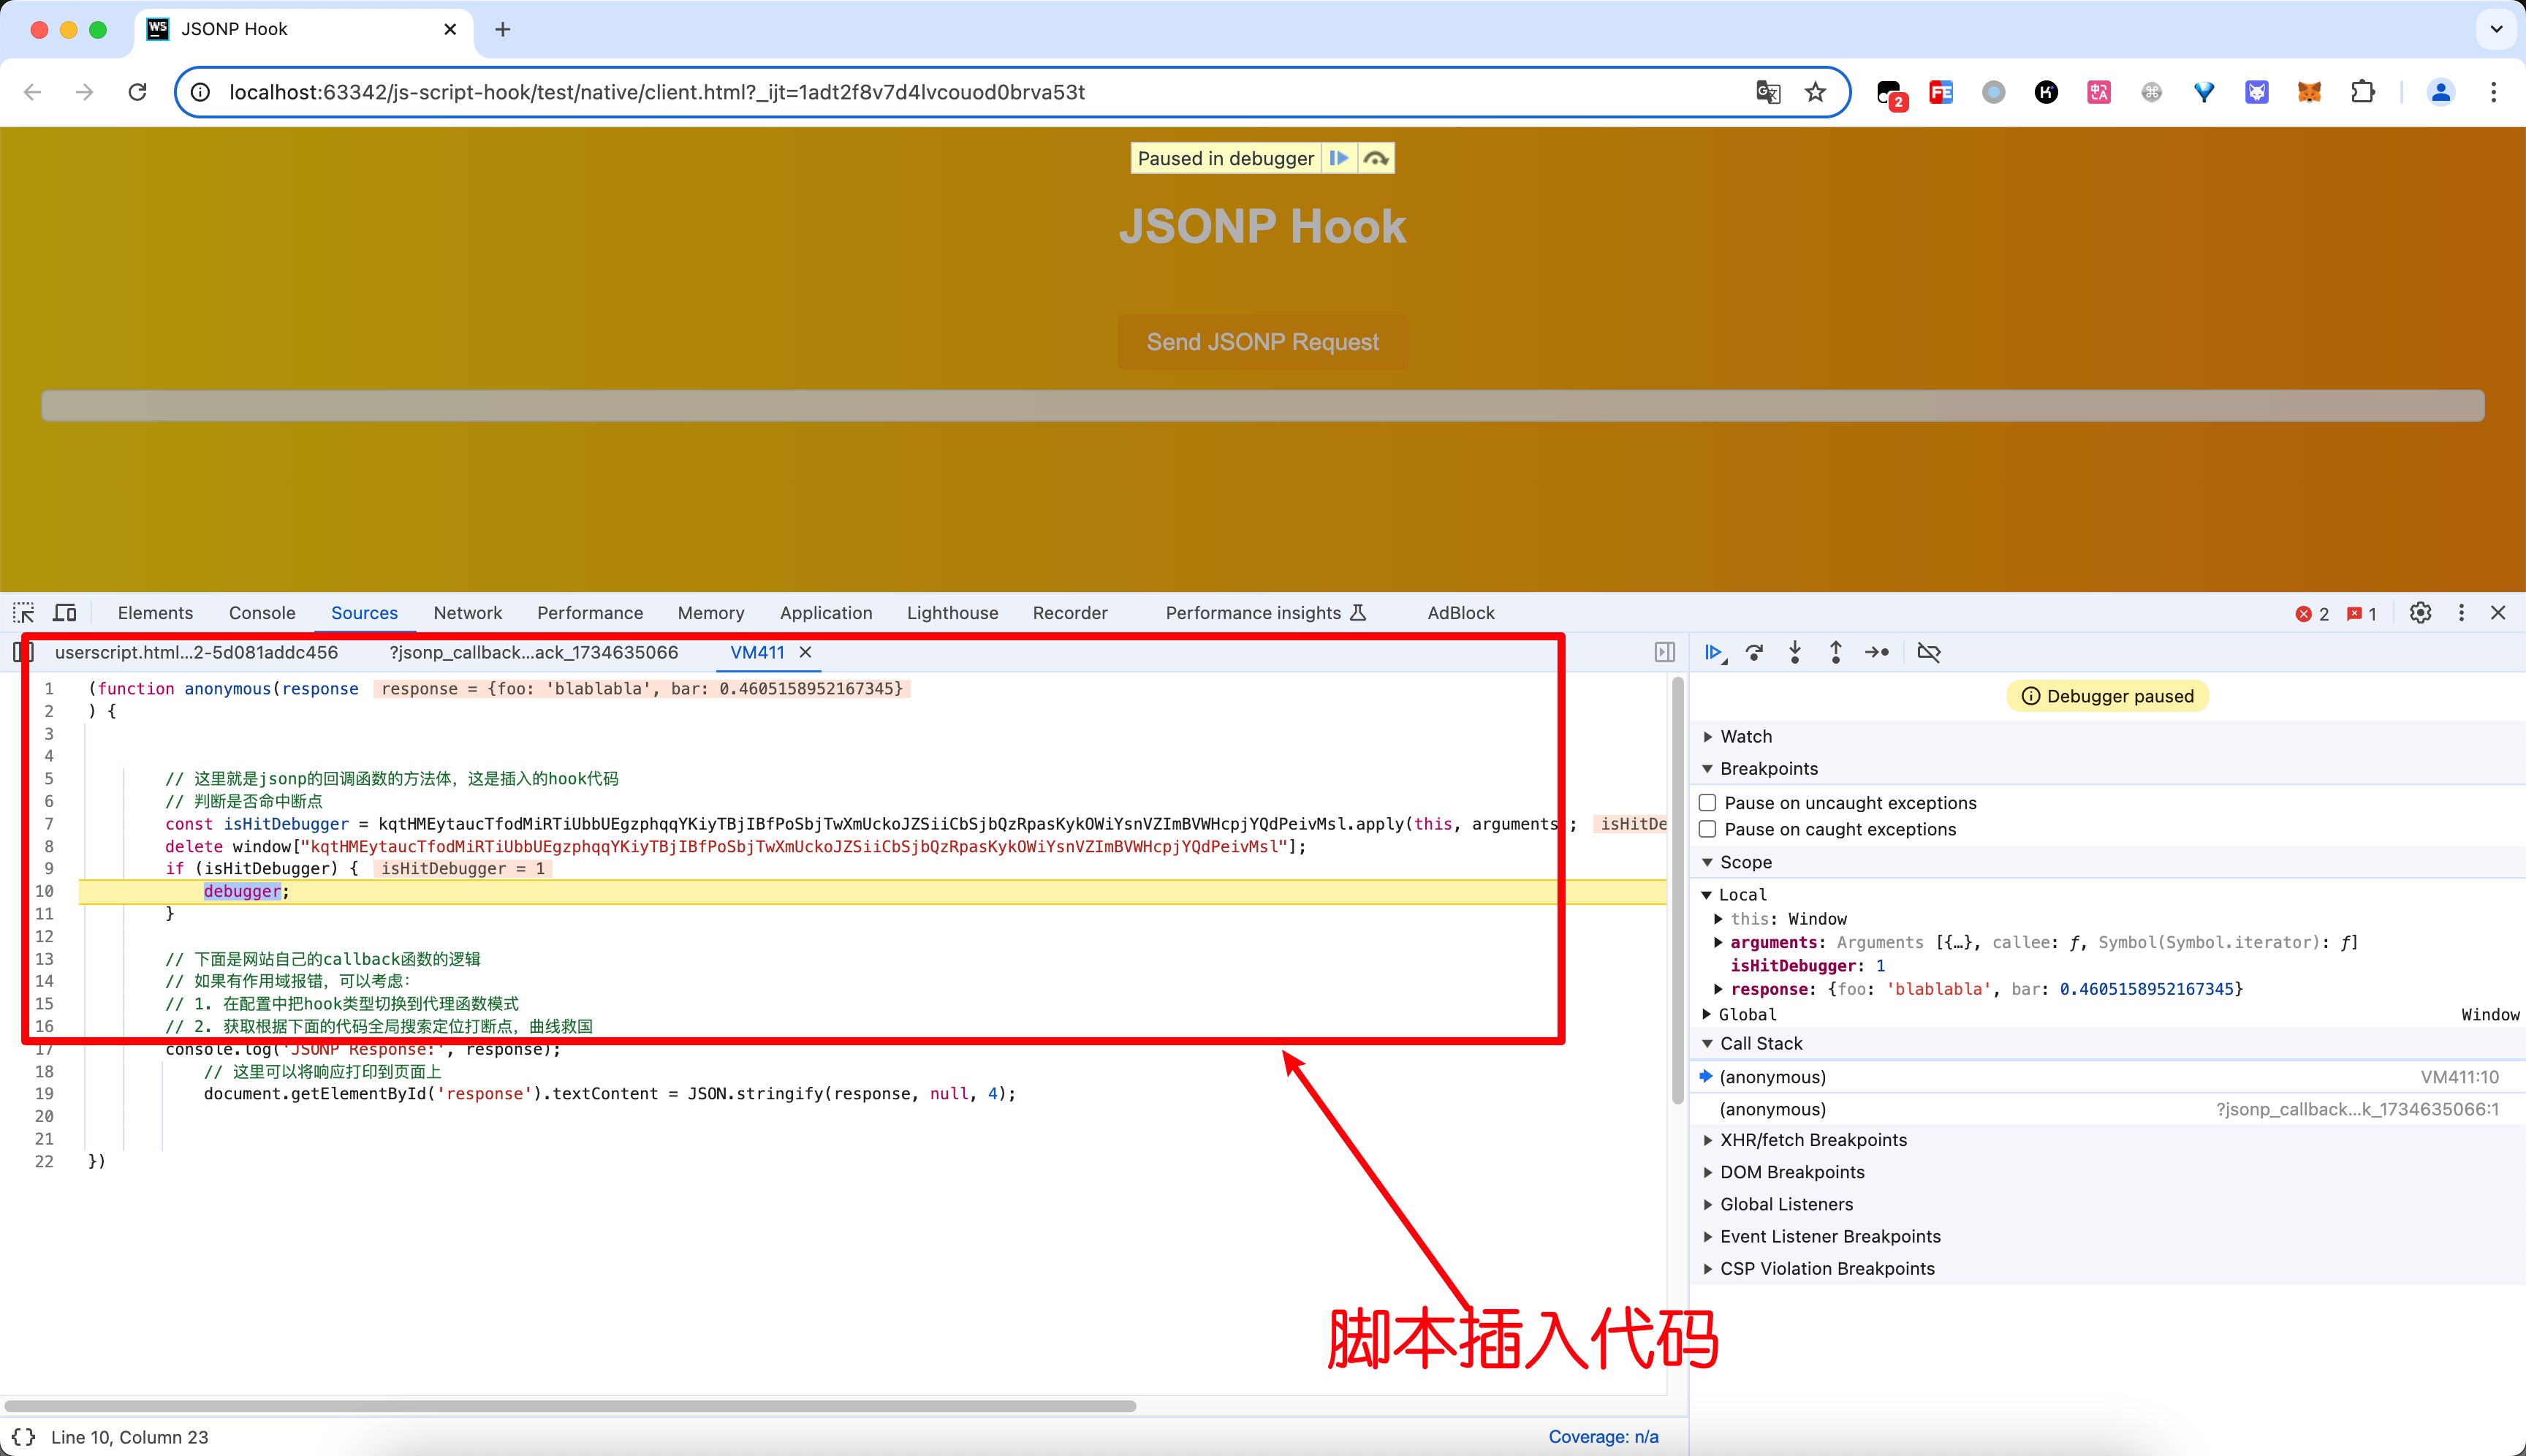 JSONP Hook
localhost:63342/js-script-hook/test/native/client.html?_ijt=1adt2f8v7d4lvcouod0brva53t
2
Paused in debugger
JSONP Hook
Send JSONP Request
Elements Console Sources Network Performance Memory Application Lighthouse Recorder Performance insights AdBlock 2 1
userscript.html...2-5d081addc456 ?jsonp_callback...ack_1734635066 VM411
1 (function anonymous(response response = {foo: 'blablabla', bar: 0.4605158952167345}
2 ) {
3
4
5 // 这里就是jsonp的回调函数的方法体，这是插入的hook代码
6 // 判断是否命中断点
7 const isHitDebugger = kqtHMEytaucTfodMiRTiUbbUEgzphqqYKiyTBjIBfPoSbjTwXmUckoJZSiiCbSjbQzRpasKykOWiYsnVZImBVWHcpjYQdPeivMsl.apply(this, arguments ; isHitDe
8 delete window["kqtHMEytaucTfodMiRTiUbbUEgzphqqYKiyTBjIBfPoSbjTwXmUckoJZSiiCbSjbQzRpasKykOWiYsnVZImBVWHcpjYQdPeivMsl"];
9 if (isHitDebugger) { isHitDebugger = 1
10 debugger;
11 }
12
13 // 下面是网站自己的callback函数的逻辑
14 // 如果有作用域报错，可以考虑：
15 // 1. 在配置中把hook类型切换到代理函数模式
16 // 2. 获取根据下面的代码全局搜索定位打断点，曲线救国
17 console.log('JSONP Response:', response);
18 // 这里可以将响应打印到页面上
19 document.getElementById('response').textContent = JSON.stringify(response, null, 4);
20
21
22 })
脚本插入代码
{} Line 10, Column 23
Coverage: n/a
Debugger paused
Watch
Breakpoints
Pause on uncaught exceptions
Pause on caught exceptions
Scope
Local
this: Window
arguments: Arguments [{…}, callee: ƒ, Symbol(Symbol.iterator): ƒ]
isHitDebugger: 1
response: {foo: 'blablabla', bar: 0.4605158952167345}
Global Window
Call Stack
(anonymous) VM411:10
(anonymous) ?jsonp_callback...k_1734635066:1
XHR/fetch Breakpoints
DOM Breakpoints
Global Listeners
Event Listener Breakpoints
CSP Violation Breakpoints